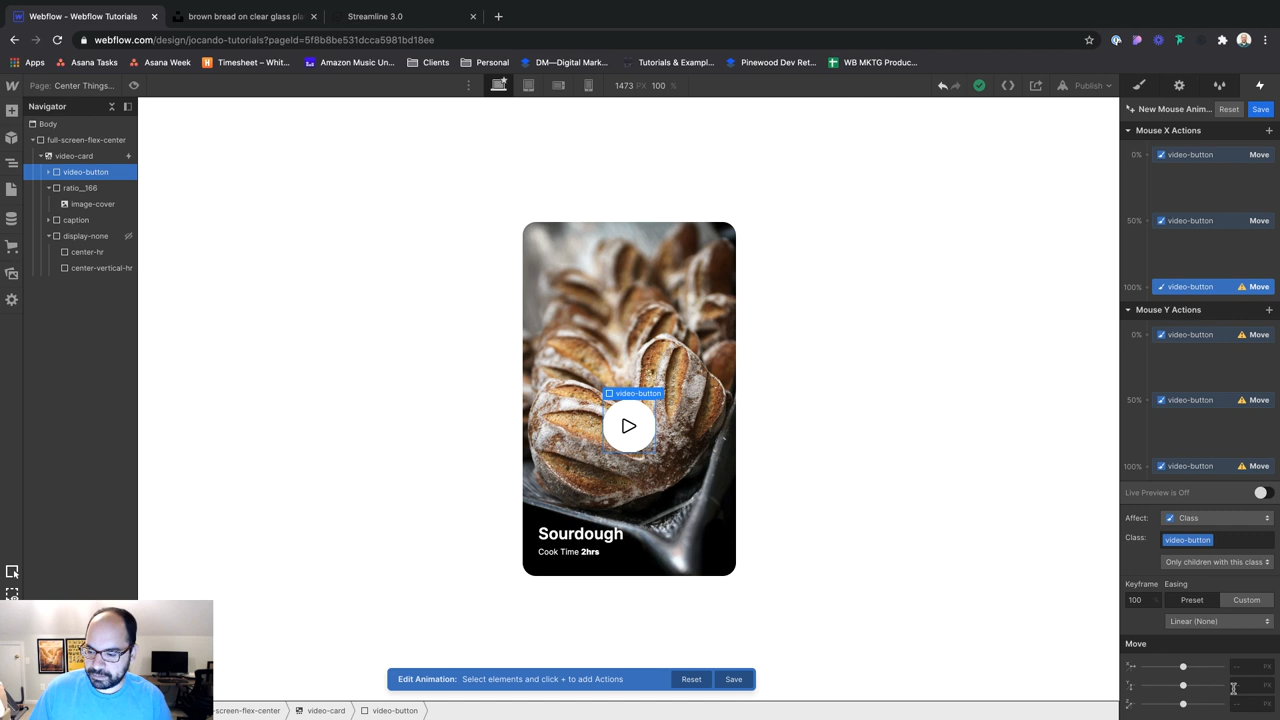 Webflow - Webflow Tutorials
brown bread on clear glass pla
Streamline 3.0
webflow.com/design/jocando-tutorials?pageId=5f8b8be531dcca5981bd18ee
Apps
Asana Tasks
Asana Week
Timesheet – Whit...
Amazon Music Un...
Clients
Personal
DM—Digital Mark...
Tutorials & Exampl...
Pinewood Dev Ret...
WB MKTG Produc...
Page: Center Things...
1473 PX 100 %
Publish
Navigator
Body
full-screen-flex-center
video-card
video-button
ratio__166
image-cover
caption
display-none
center-hr
center-vertical-hr
video-button
Sourdough
Cook Time 2hrs
Edit Animation: Select elements and click + to add Actions
Reset
Save
-screen-flex-center
video-card
video-button
New Mouse Anim...
Reset
Save
Mouse X Actions
0% video-button Move
50% video-button Move
100% video-button Move
Mouse Y Actions
0% video-button Move
50% video-button Move
100% video-button Move
Live Preview is Off
Affect: Class
Class: video-button
Only children with this class
Keyframe Easing
100 % Preset Custom
Linear (None)
Move
X --- PX
Y --- PX
Z --- PX